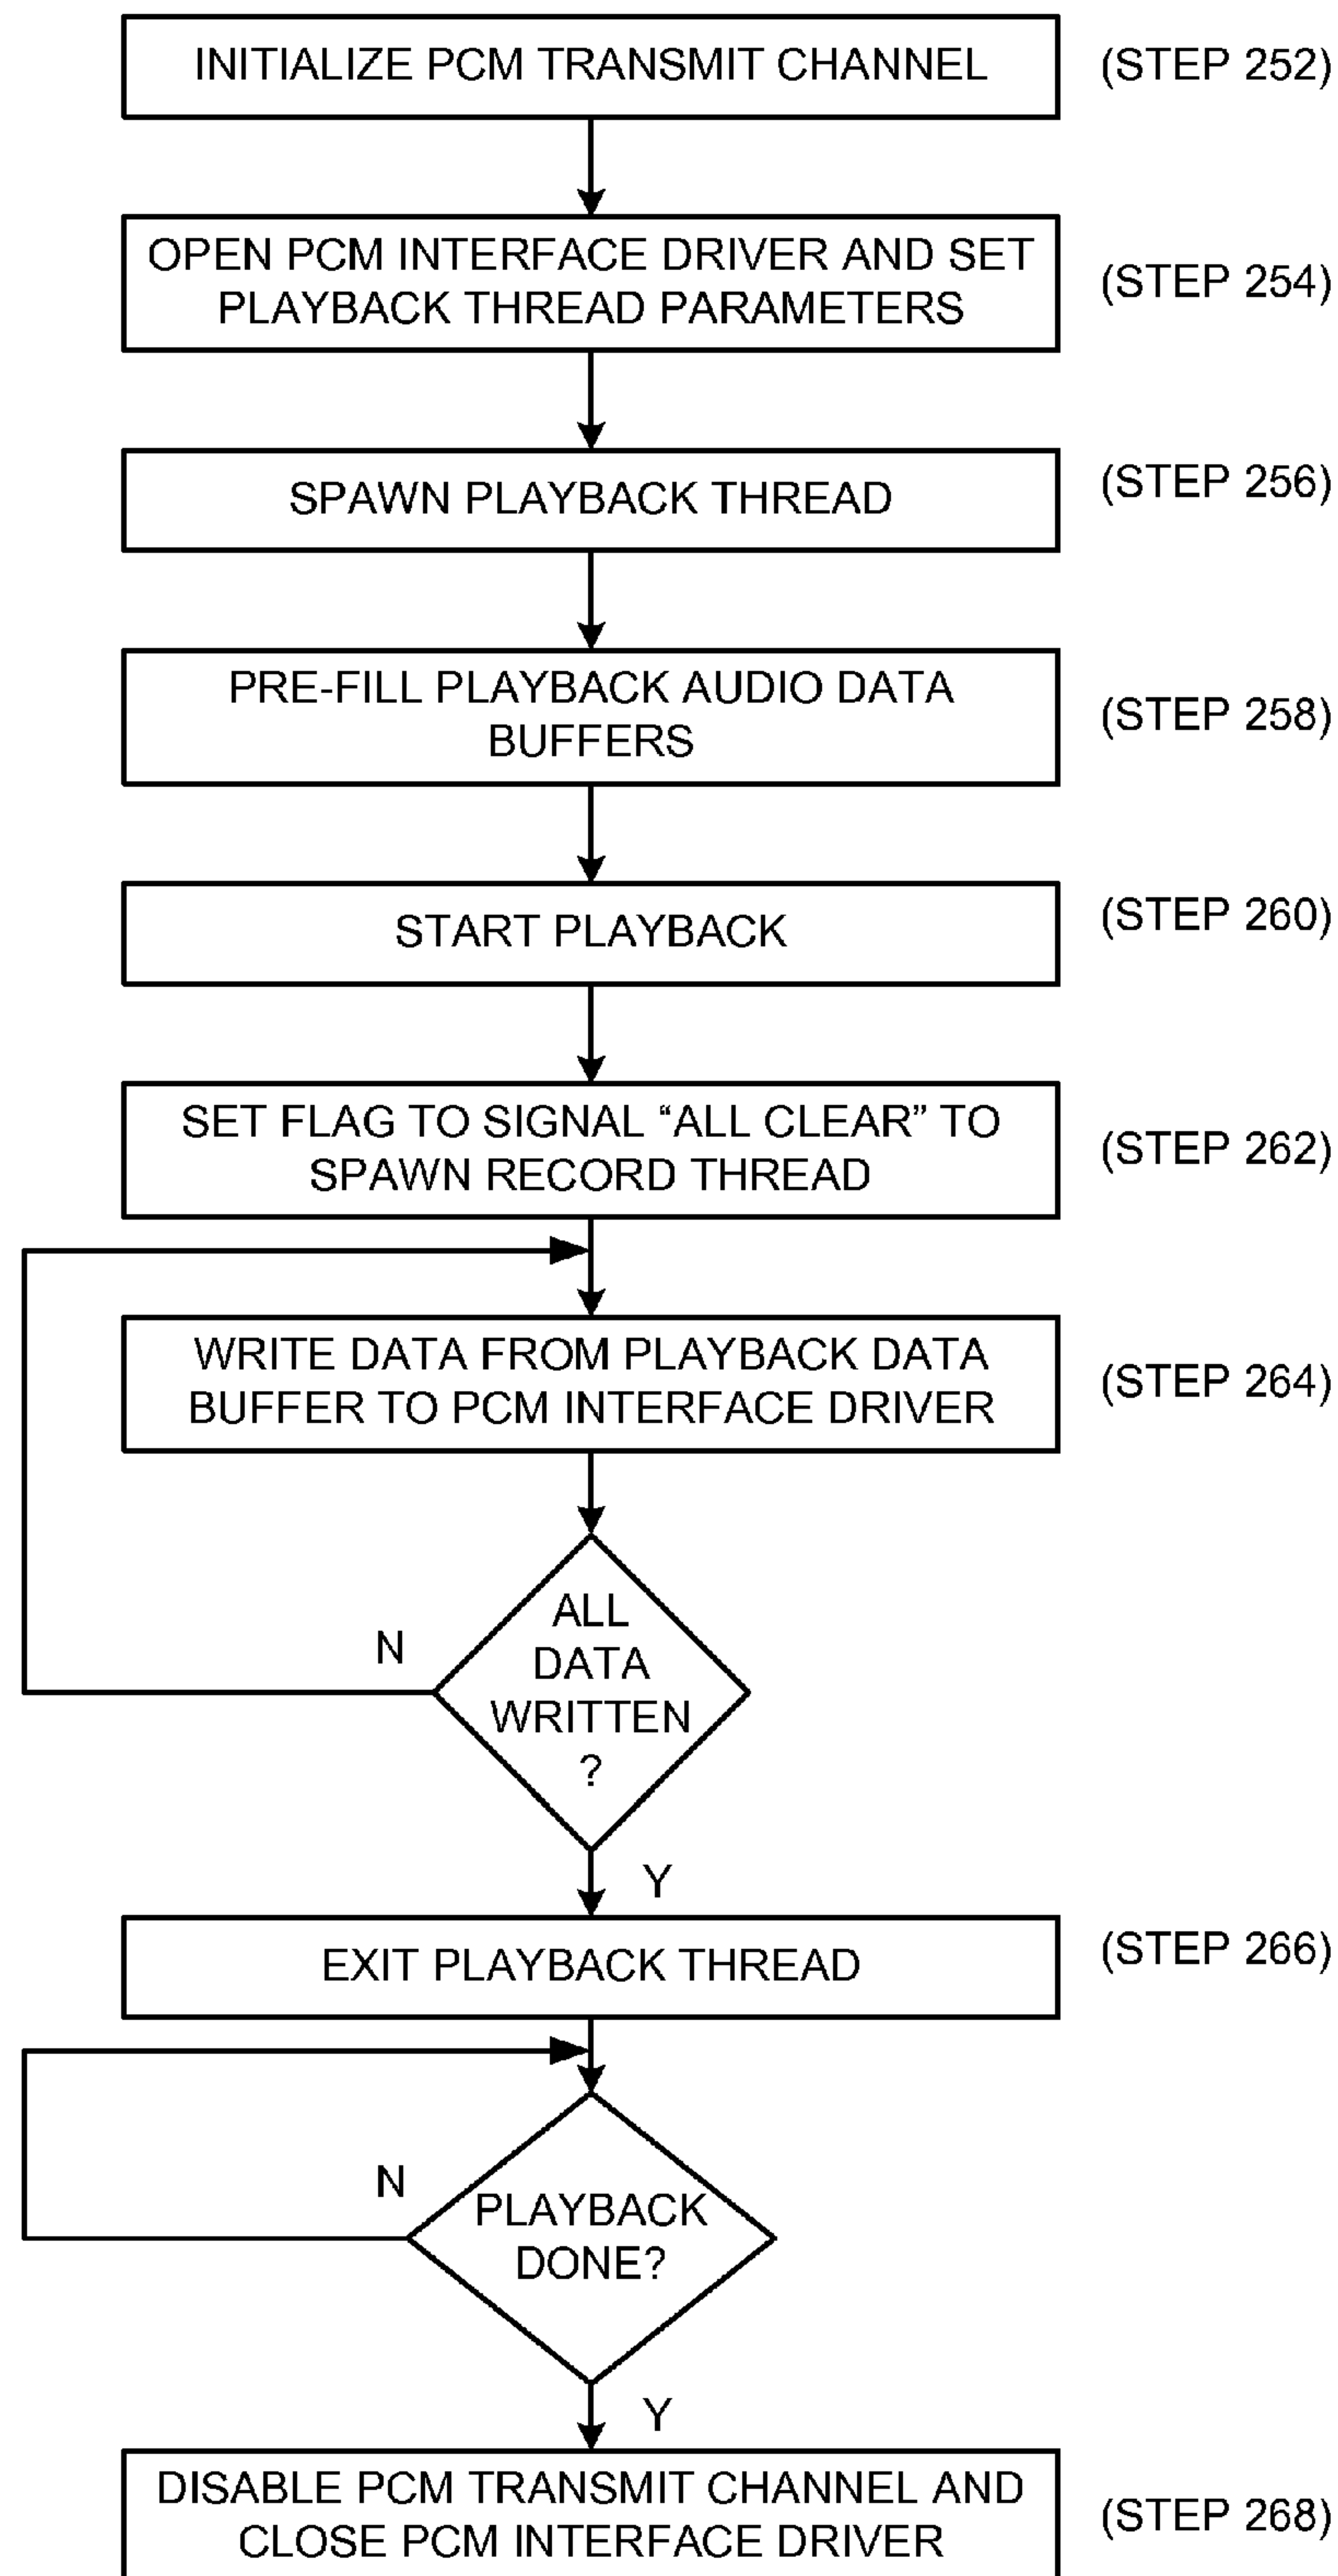 INITIALIZE PCM TRANSMIT CHANNEL
(STEP 252)
OPEN PCM INTERFACE DRIVER AND SET
PLAYBACK THREAD PARAMETERS
(STEP 254)
SPAWN PLAYBACK THREAD
(STEP 256)
PRE-FILL PLAYBACK AUDIO DATA
BUFFERS
(STEP 258)
START PLAYBACK
(STEP 260)
SET FLAG TO SIGNAL “ALL CLEAR” TO
SPAWN RECORD THREAD
(STEP 262)
WRITE DATA FROM PLAYBACK DATA
BUFFER TO PCM INTERFACE DRIVER
(STEP 264)
ALL
DATA
WRITTEN
?
N
Y
EXIT PLAYBACK THREAD
(STEP 266)
PLAYBACK
DONE?
N
Y
DISABLE PCM TRANSMIT CHANNEL AND
CLOSE PCM INTERFACE DRIVER
(STEP 268)